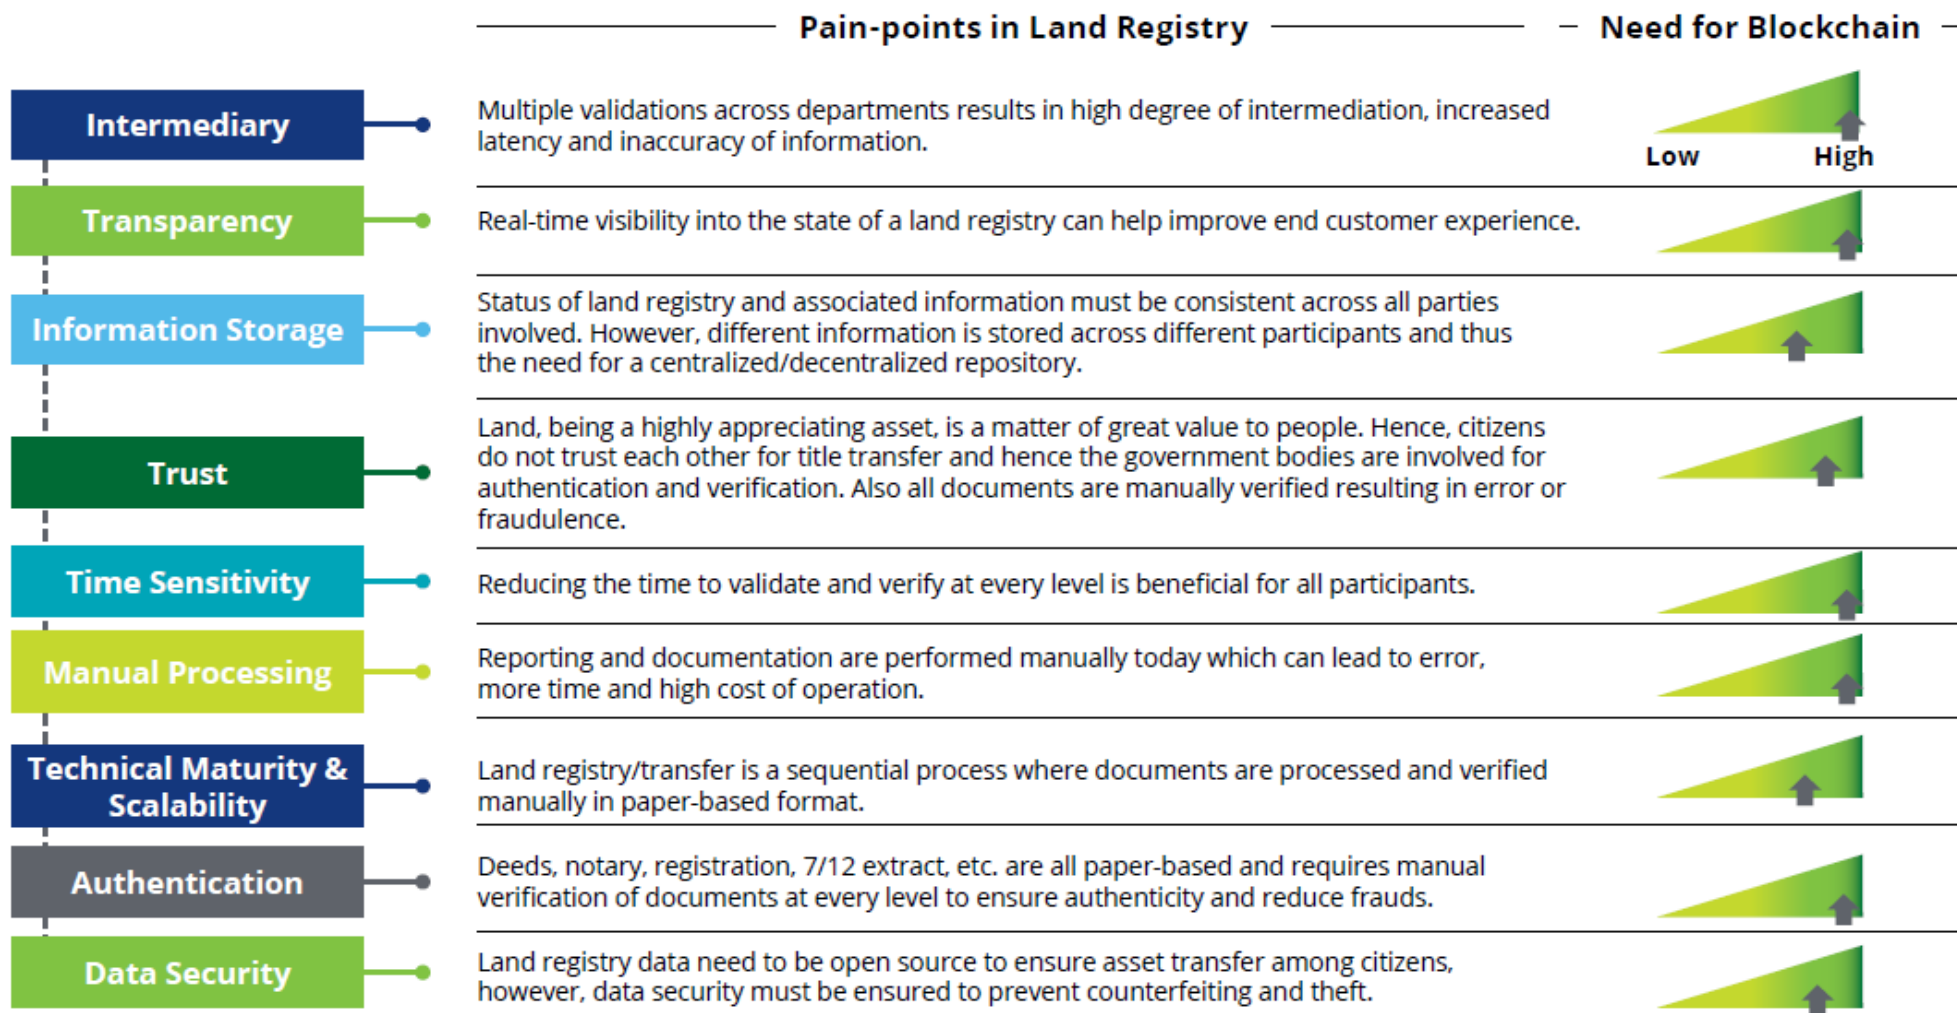 Pain-points in Land Registry
Need for Blockchain
Intermediary
Multiple validations across departments results in high degree of intermediation, increased
latency and inaccuracy of information.
Low
High
Transparency
Real-time visibility into the state of a land registry can help improve end customer experience.
Information Storage
Status of land registry and associated information must be consistent across all parties
involved. However, different information is stored across different participants and thus
the need for a centralized/decentralized repository.
Trust
Land, being a highly appreciating asset, is a matter of great value to people. Hence, citizens
do not trust each other for title transfer and hence the government bodies are involved for
authentication and verification. Also all documents are manually verified resulting in error or
fraudulence.
Time Sensitivity
Reducing the time to validate and verify at every level is beneficial for all participants.
Manual Processing
Reporting and documentation are performed manually today which can lead to error,
more time and high cost of operation.
Technical Maturity &
Scalability
Land registry/transfer is a sequential process where documents are processed and verified
manually in paper-based format.
Authentication
Deeds, notary, registration, 7/12 extract, etc. are all paper-based and requires manual
verification of documents at every level to ensure authenticity and reduce frauds.
Data Security
Land registry data need to be open source to ensure asset transfer among citizens,
however, data security must be ensured to prevent counterfeiting and theft.